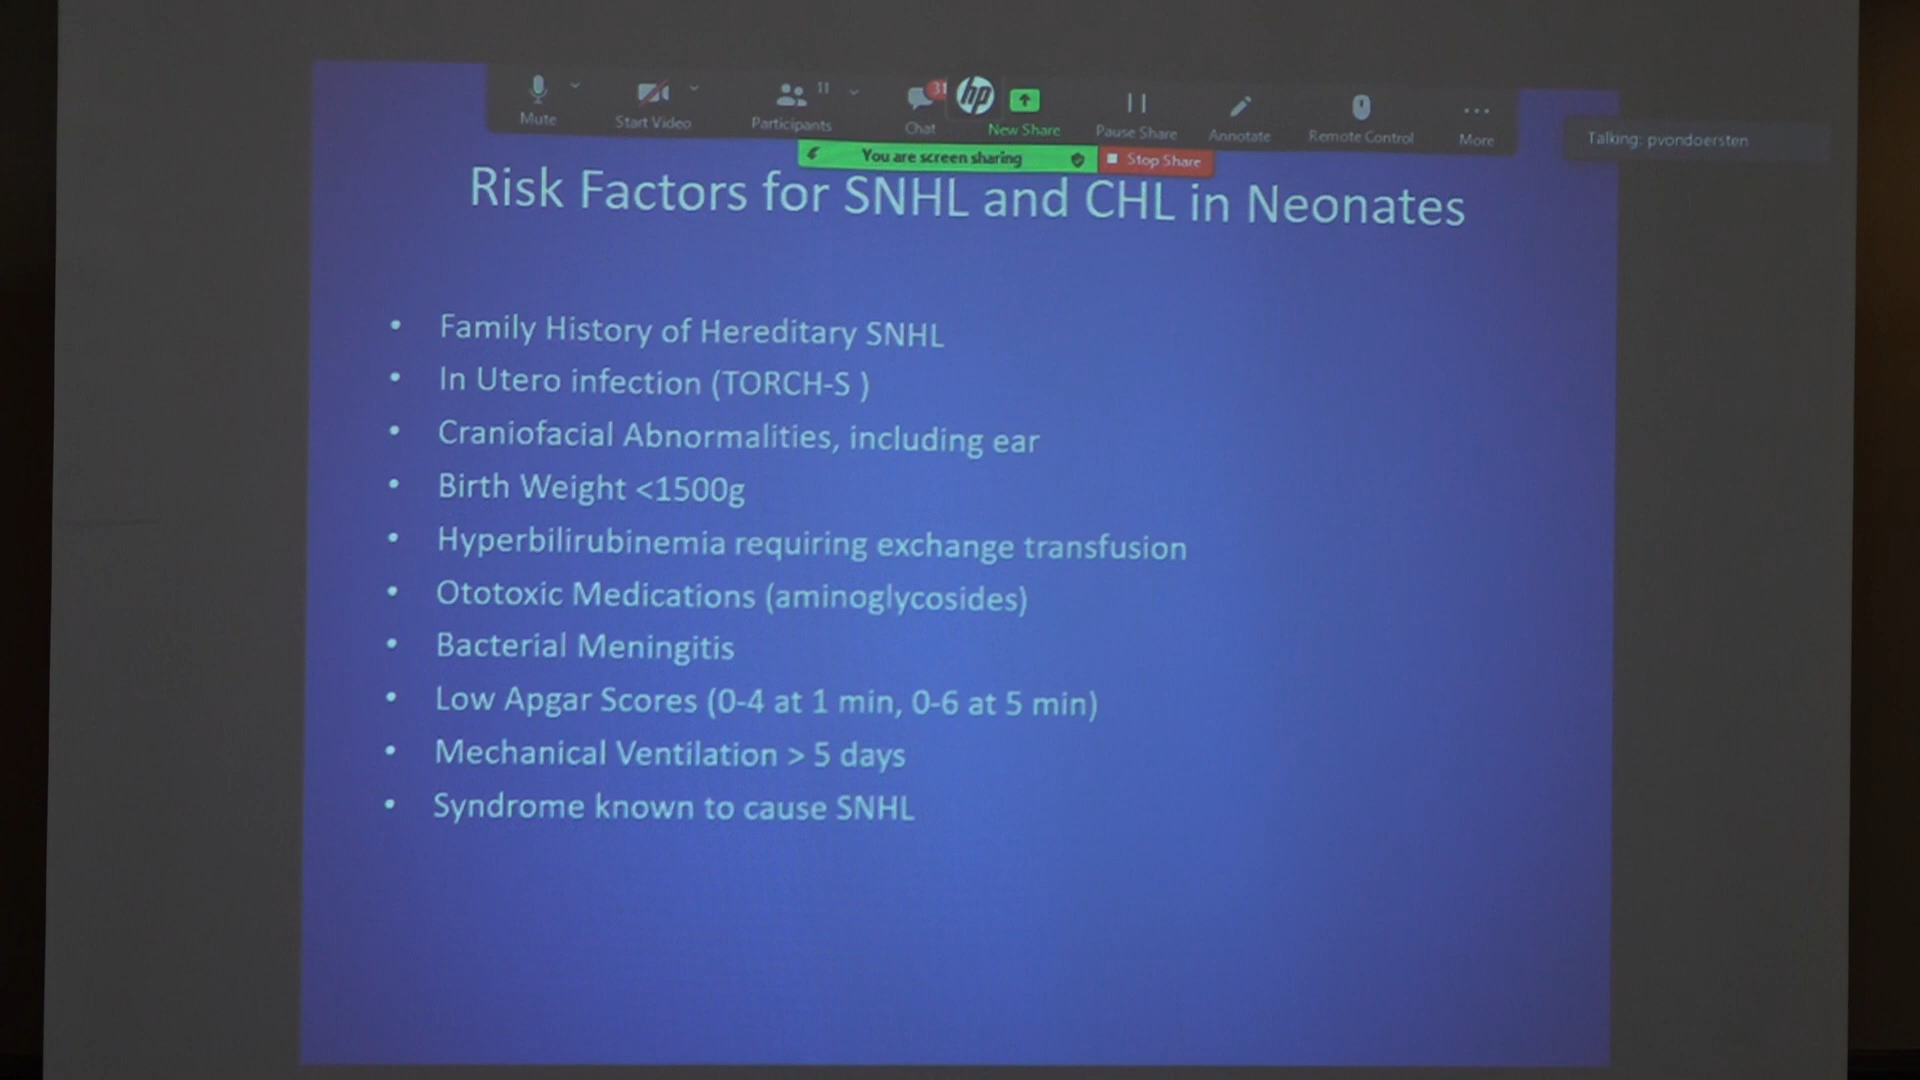 Mute
Start Video
Participants
11
Chat
31
hp
New Share
Pause Share
Annotate
Remote Control
More
Talking: pvondoersten
You are screen sharing
Stop Share
Risk Factors for SNHL and CHL in Neonates
• Family History of Hereditary SNHL
• In Utero infection (TORCH-S )
• Craniofacial Abnormalities, including ear
• Birth Weight <1500g
• Hyperbilirubinemia requiring exchange transfusion
• Ototoxic Medications (aminoglycosides)
• Bacterial Meningitis
• Low Apgar Scores (0-4 at 1 min, 0-6 at 5 min)
• Mechanical Ventilation > 5 days
• Syndrome known to cause SNHL